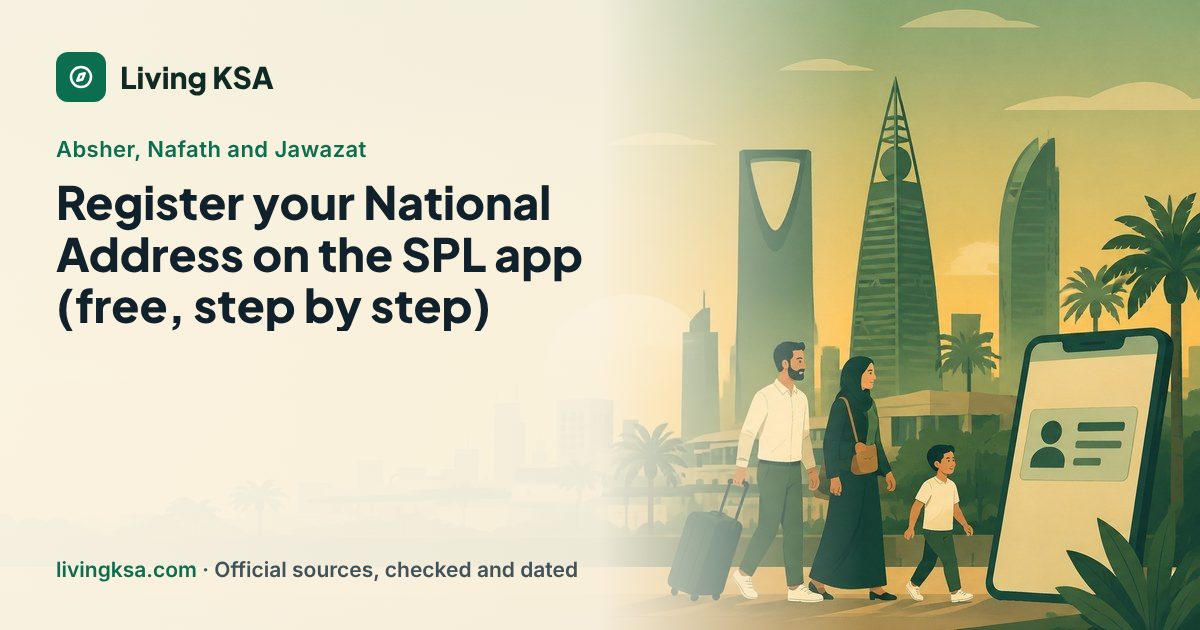 Living KSA
Absher, Nafath and Jawazat
Register your National
Address on the SPL app
(free, step by step)
livingksa.com · Official sources, checked and dated